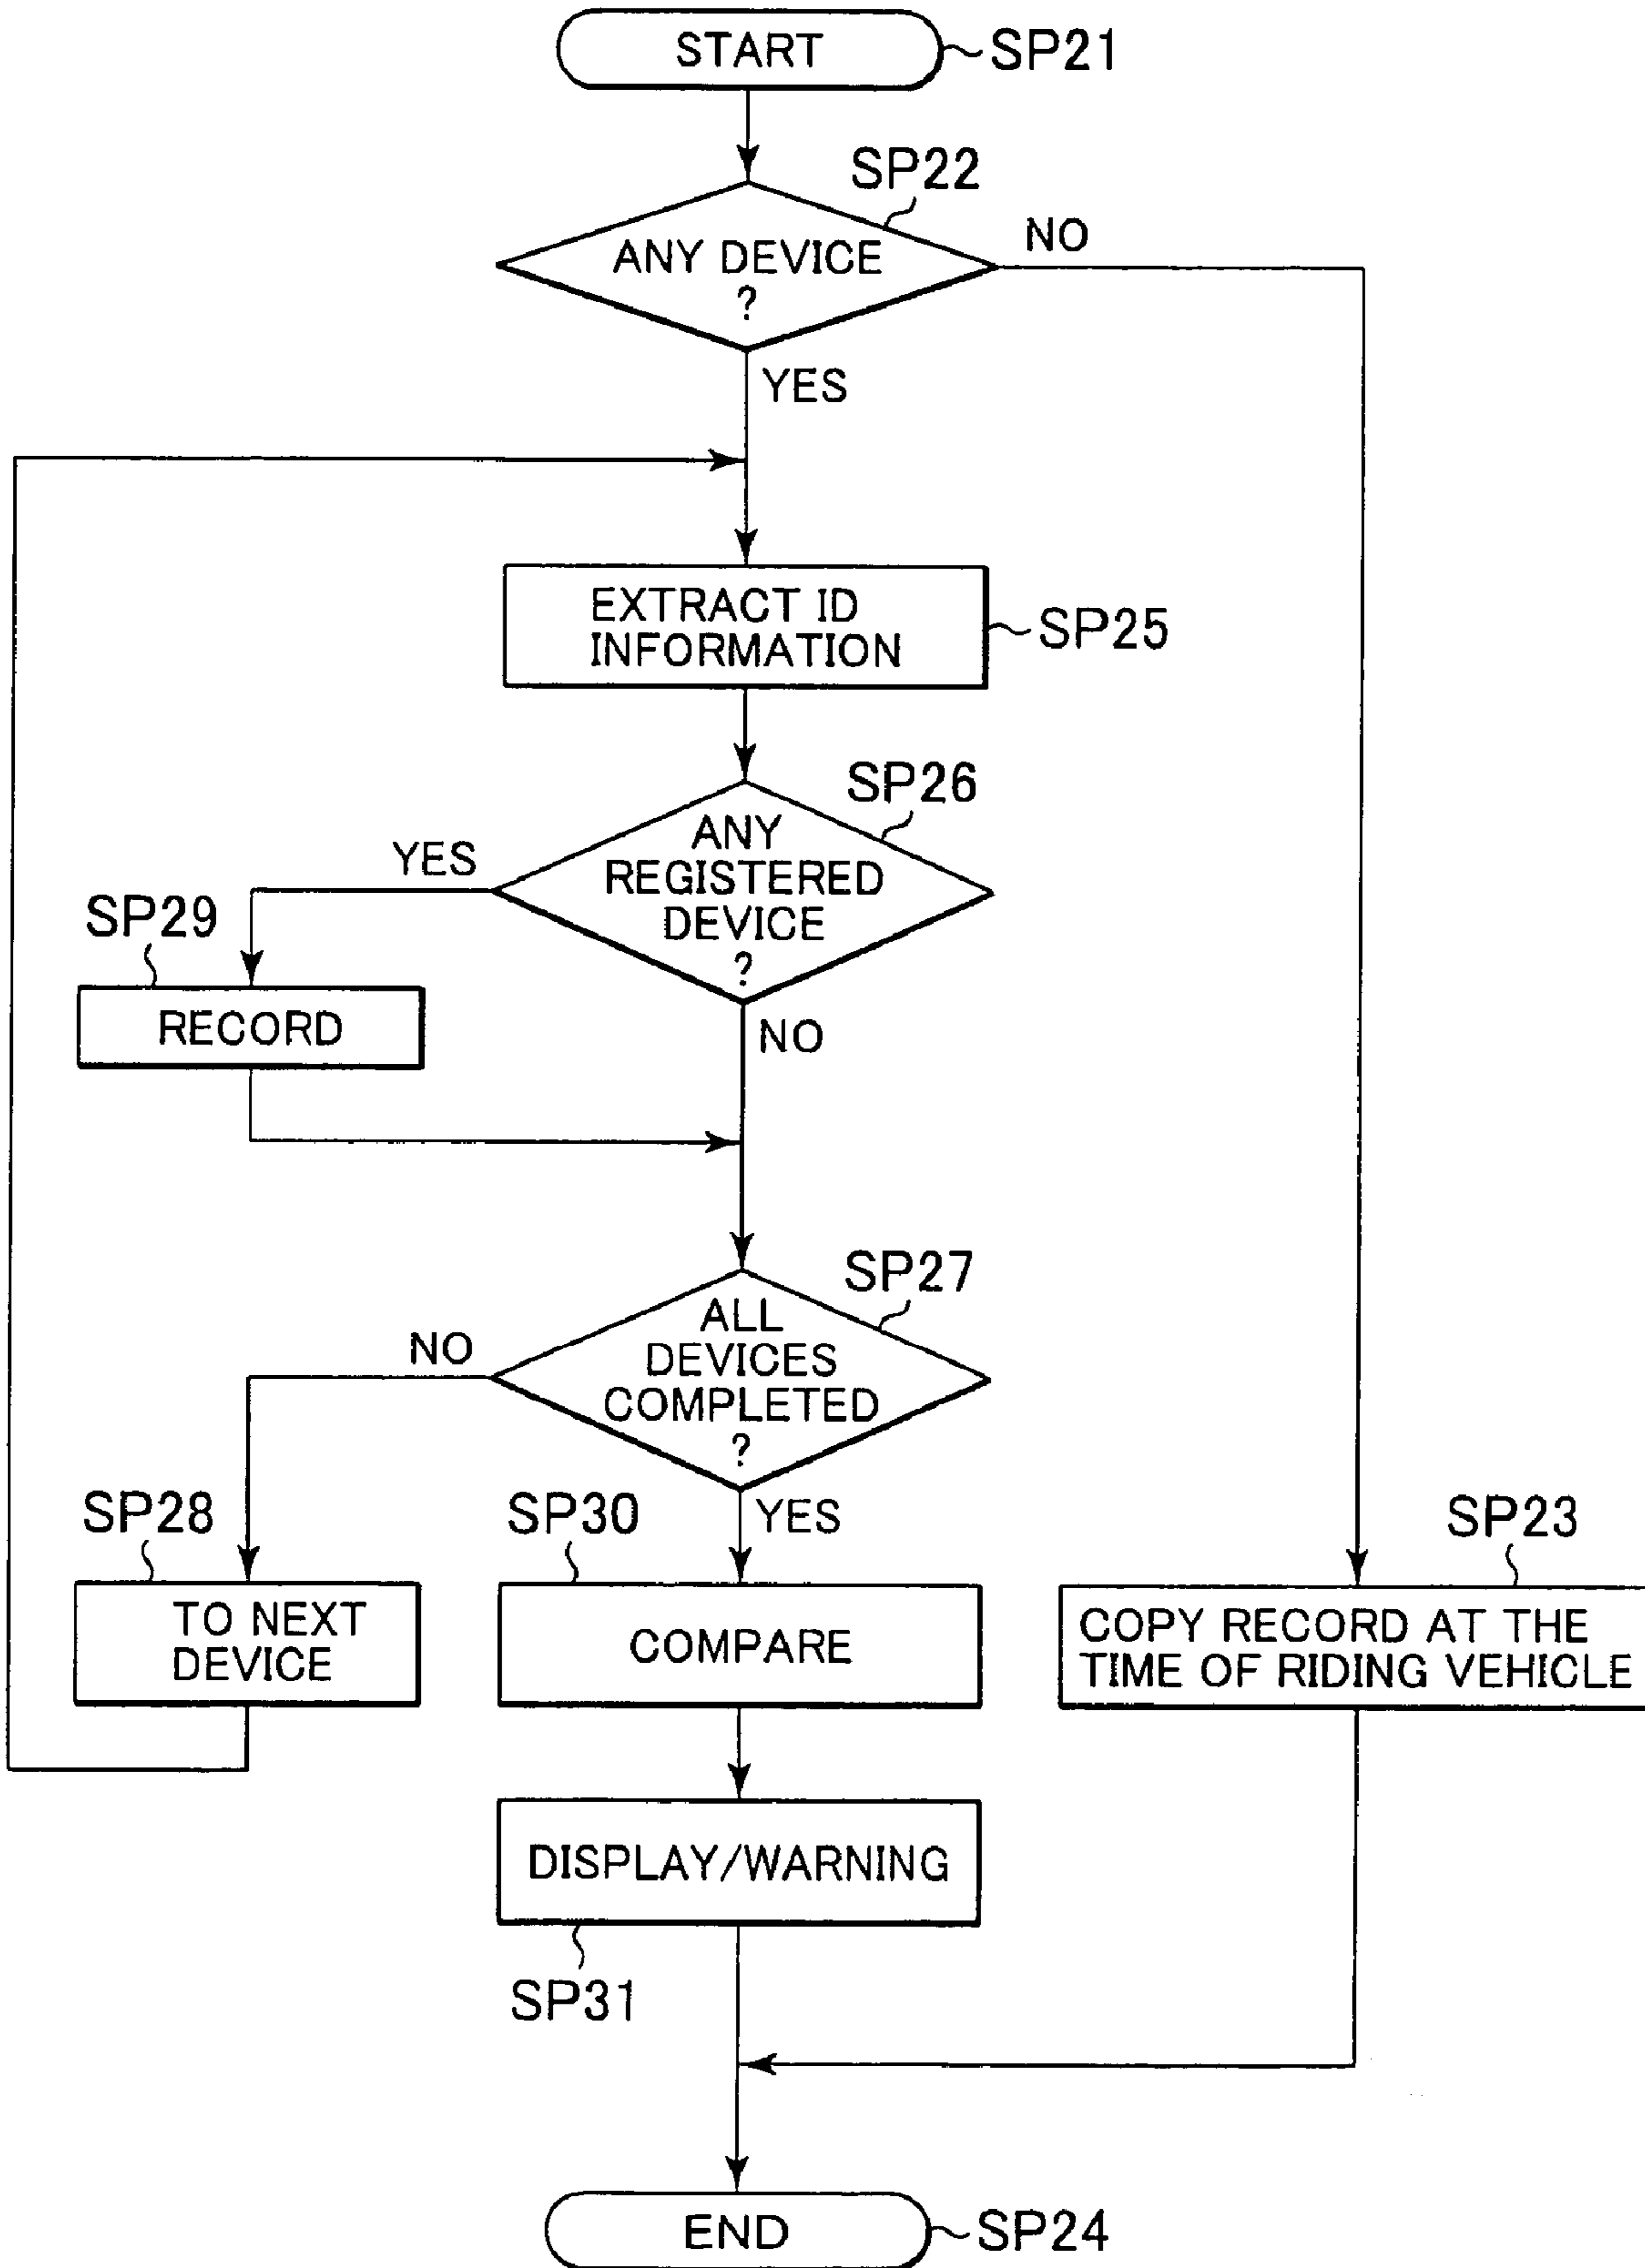 START
SP21
SP22
ANY DEVICE
?
NO
YES
EXTRACT ID
INFORMATION
SP25
SP26
ANY
REGISTERED
DEVICE
?
YES
SP29
RECORD
NO
SP27
ALL
DEVICES
COMPLETED
?
NO
YES
SP28
TO NEXT
DEVICE
SP30
COMPARE
SP23
COPY RECORD AT THE
TIME OF RIDING VEHICLE
DISPLAY/WARNING
SP31
END
SP24